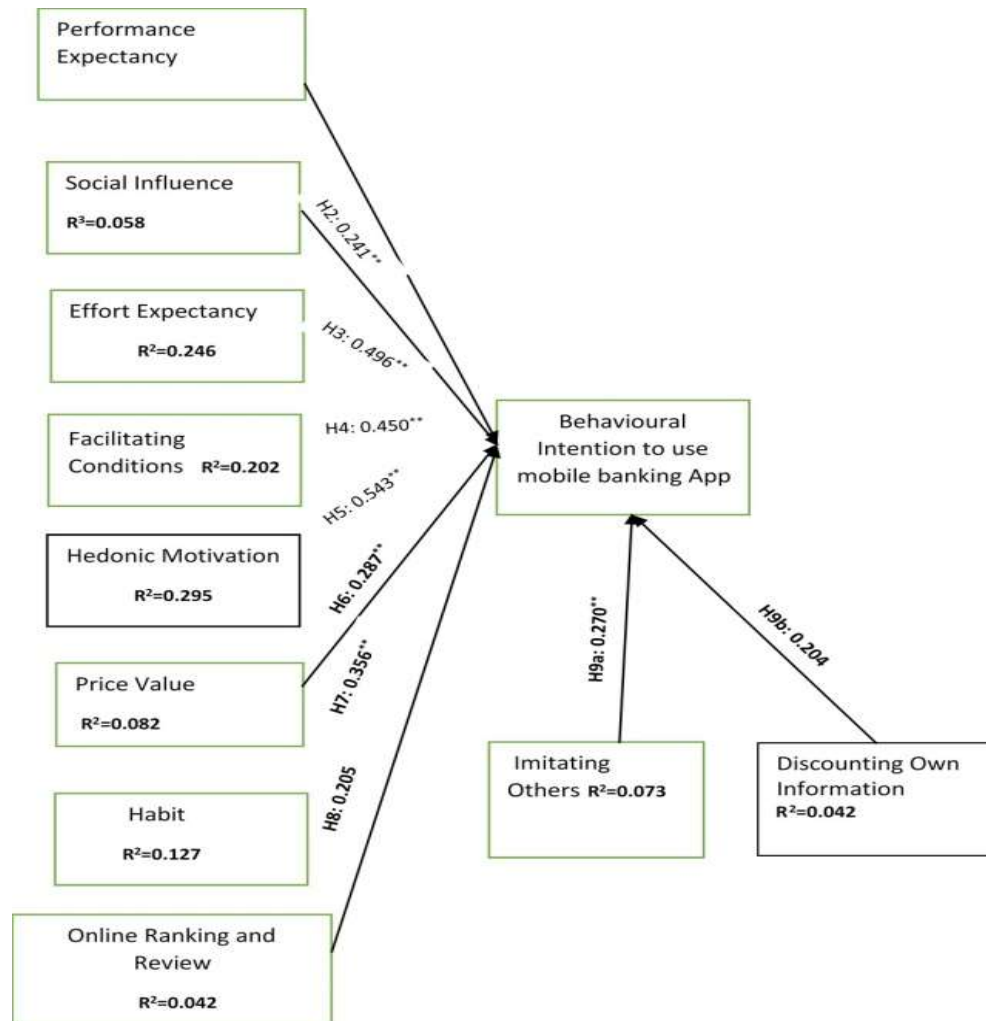 Performance
Expectancy
Social Influence
R³=0.058
H2: 0.241**
Effort Expectancy
R²=0.246
H3: 0.496**
Facilitating
Conditions R²=0.202
H4: 0.450**
Behavioural
Intention to use
mobile banking App
H5: 0.543**
Hedonic Motivation
R²=0.295
H6: 0.287**
Price Value
R²=0.082
H7: 0.356**
Habit
R²=0.127
H8: 0.205
Online Ranking and
Review
R²=0.042
H9a: 0.270**
H9b: 0.204
Imitating
Others R²=0.073
Discounting Own
Information
R²=0.042